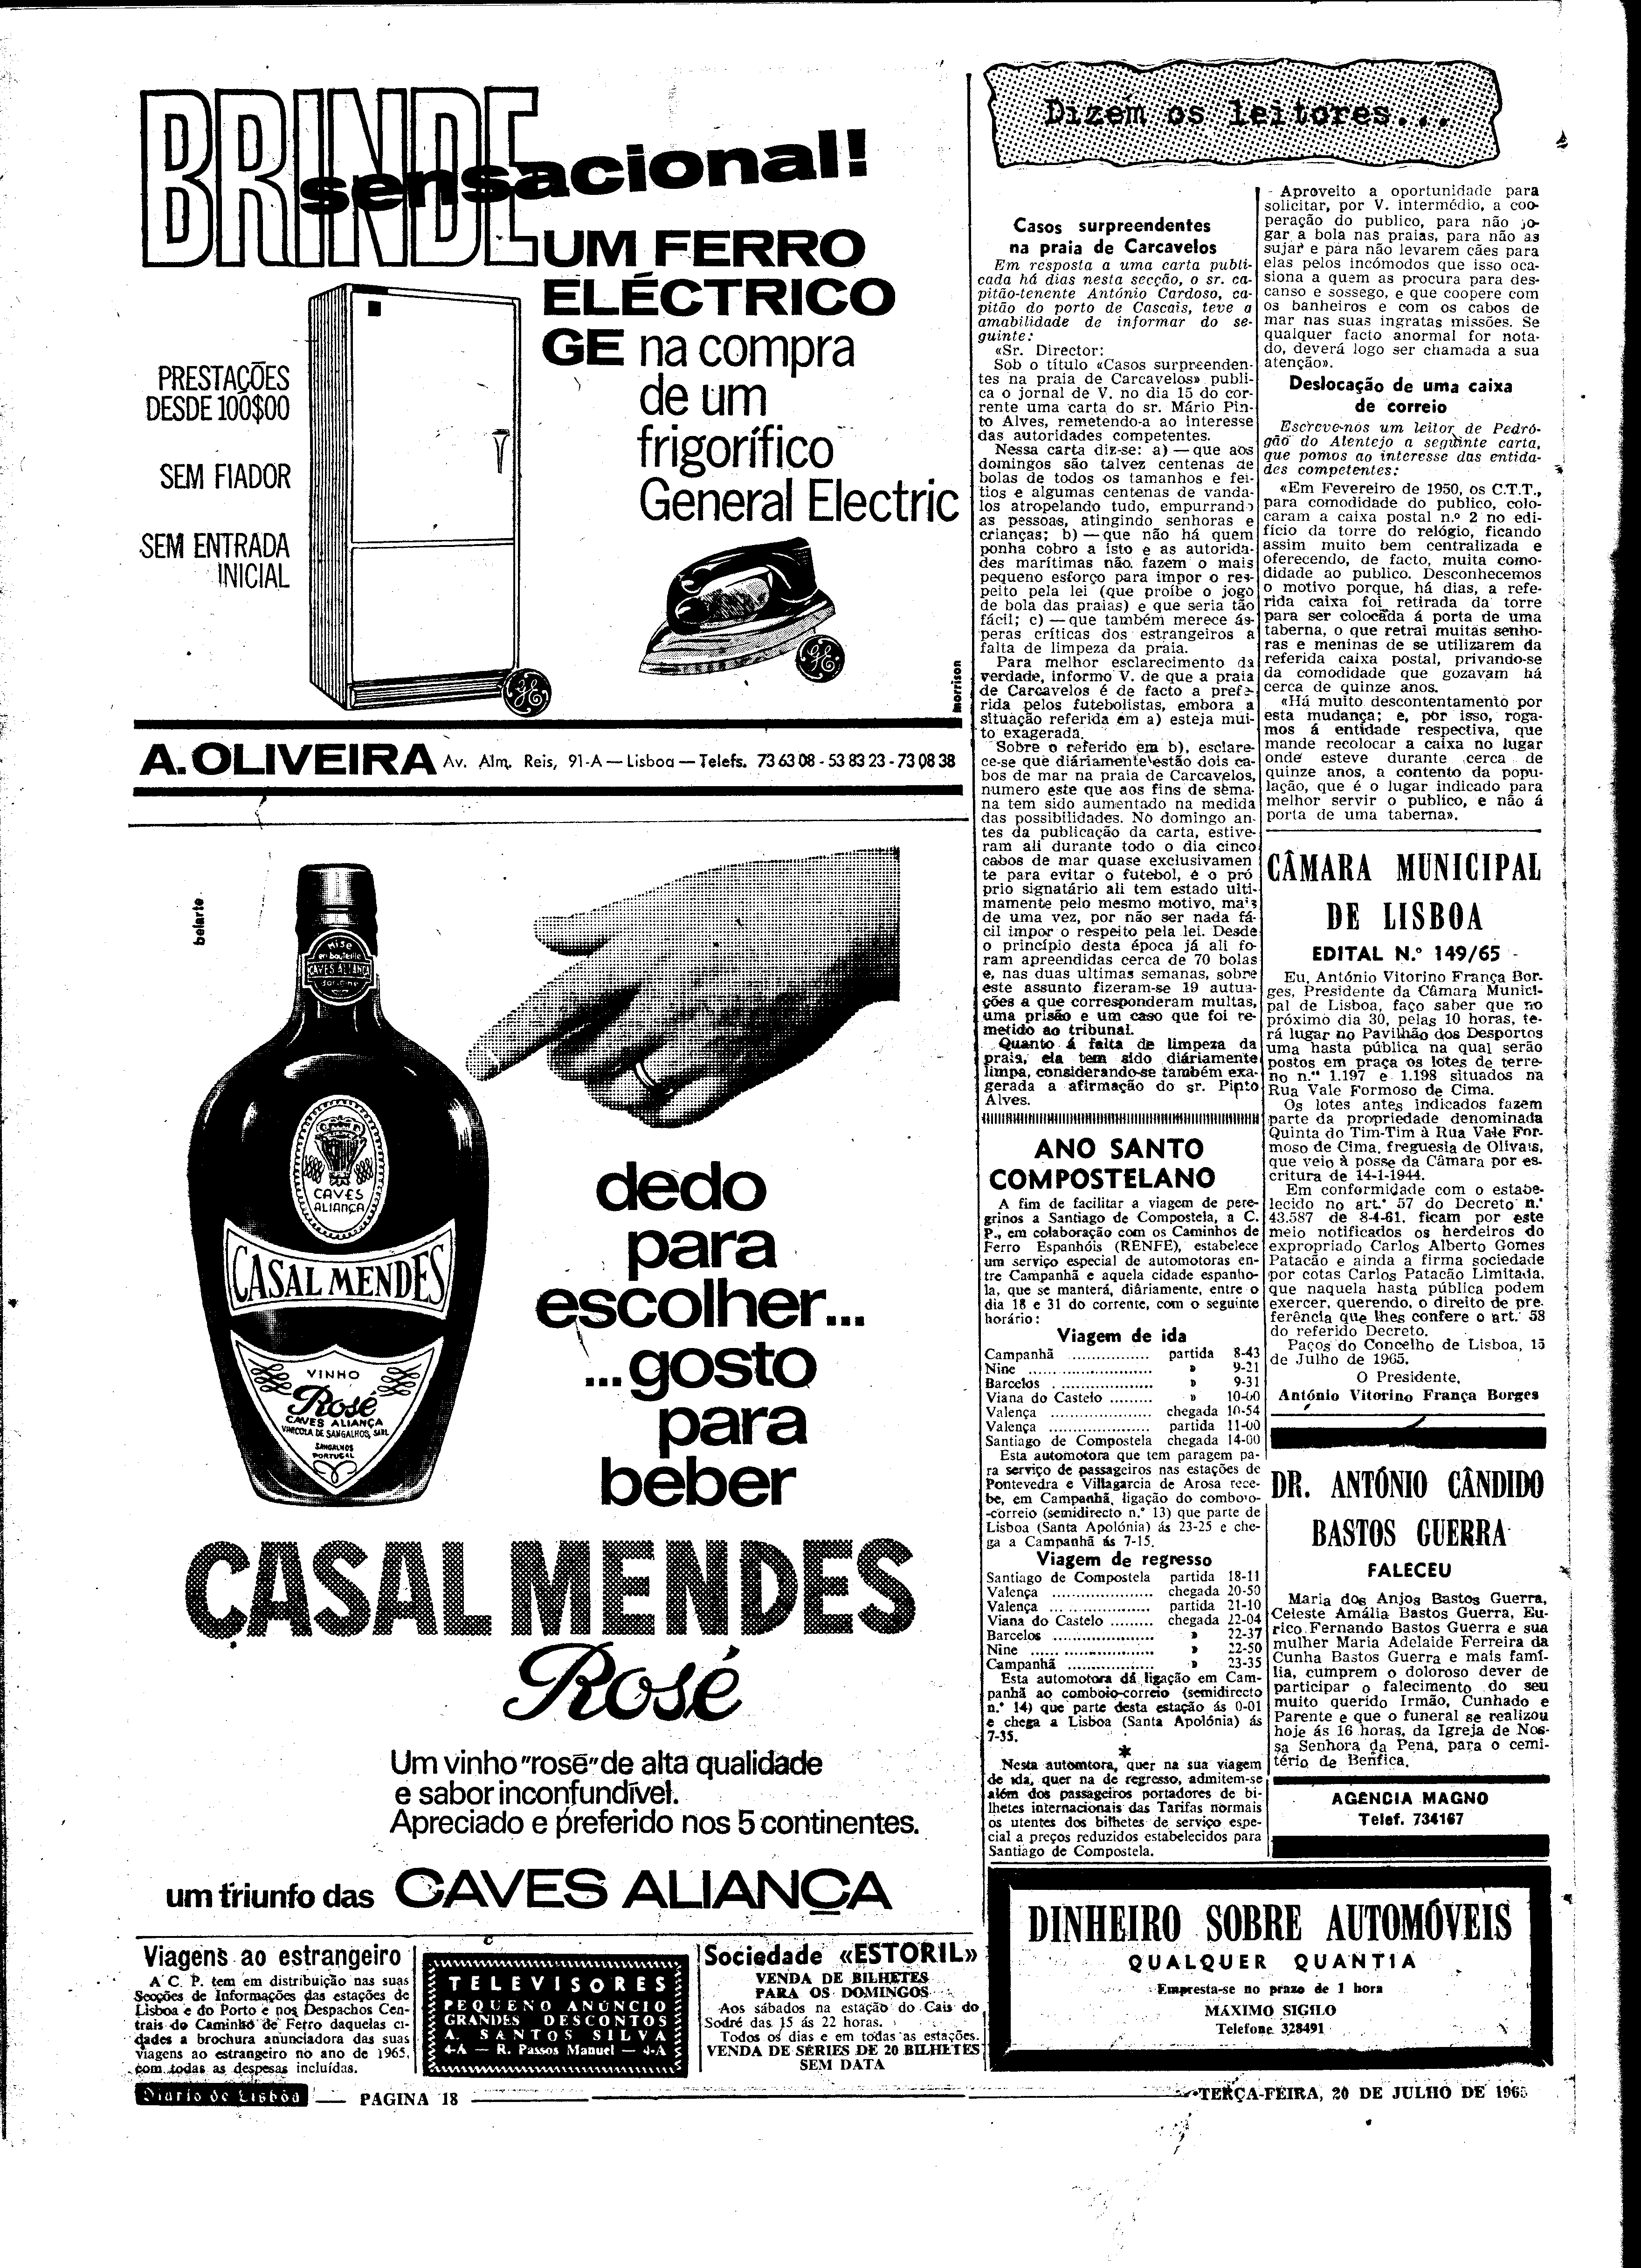 BRINDE
sensacional!
UM FERRO
ELÉCTRICO
GE na compra
de um
frigorífico
General Electric
PRESTAÇÕES
DESDE 100$00
SEM FIADOR
SEM ENTRADA
INICIAL
morrison
A. OLIVEIRA Av. Alm. Reis, 91-A — Lisboa — Telefs. 73 63 08 - 53 83 23 - 73 08 38
belarte
Mise
en bouteille
CAVES ALIANÇA
CAVES
ALIANÇA
CASAL MENDES
VINHO
Rosé
CAVES ALIANÇA
VINICOLA DE SANGALHOS, SARL
SANGALHOS
PORTUGAL
dedo
para
escolher...
...gosto
para
beber
CASAL MENDES
Rosé
Um vinho "rosé" de alta qualidade
e sabor inconfundível.
Apreciado e preferido nos 5 continentes.
um triunfo das CAVES ALIANÇA
Viagens ao estrangeiro
A C. P. tem em distribuição nas suas
Secções de Informações das estações de
Lisboa e do Porto e nos Despachos Cen-
trais do Caminho de Ferro daquelas ci-
dades a brochura anunciadora das suas
viagens ao estrangeiro no ano de 1965,
com todas as despesas incluídas.
TELEVISORES
PEQUENO ANÚNCIO
GRANDES DESCONTOS
A. SANTOS SILVA
4-A — R. Passos Manuel — 4-A
Sociedade «ESTORIL»
VENDA DE BILHETES
PARA OS DOMINGOS
Aos sábados na estação do Cais do
Sodré das 15 ás 22 horas.
Todos os dias e em todas as estações.
VENDA DE SÉRIES DE 20 BILHETES
SEM DATA
Dizem os leitores...
Casos surpreendentes
na praia de Carcavelos
Em resposta a uma carta publi-
cada há dias nesta secção, o sr. ca-
pitão-tenente António Cardoso, ca-
pitão do porto de Cascais, teve a
amabilidade de informar do se-
guinte:
«Sr. Director:
Sob o título «Casos surpreenden-
tes na praia de Carcavelos» publi-
ca o jornal de V. no dia 15 do cor-
rente uma carta do sr. Mário Pin-
to Alves, remetendo-a ao interesse
das autoridades competentes.
Nessa carta diz-se: a) — que aos
domingos são talvez centenas de
bolas de todos os tamanhos e fei-
tios e algumas centenas de vanda-
los atropelando tudo, empurrando
as pessoas, atingindo senhoras e
crianças; b) — que não há quem
ponha cobro a isto e as autorida-
des marítimas não fazem o mais
pequeno esforço para impor o res-
peito pela lei (que proíbe o jogo
de bola das praias) e que seria tão
fácil; c) — que também merece ás-
peras críticas dos estrangeiros a
falta de limpeza da praia.
Para melhor esclarecimento da
verdade, informo V. de que a praia
de Carcavelos é de facto a prefe-
rida pelos futebolistas, embora a
situação referida em a) esteja mui-
to exagerada.
Sobre o referido em b), esclare-
ce-se que diáriamente estão dois ca-
bos de mar na praia de Carcavelos,
numero este que aos fins de sema-
na tem sido aumentado na medida
das possibilidades. No domingo an-
tes da publicação da carta, estive-
ram ali durante todo o dia cinco
cabos de mar quase exclusivamen
te para evitar o futebol, e o pró
prio signatário ali tem estado ulti-
mamente pelo mesmo motivo, mais
de uma vez, por não ser nada fá-
cil impor o respeito pela lei. Desde
o princípio desta época já ali fo-
ram apreendidas cerca de 70 bolas
e, nas duas ultimas semanas, sobre
este assunto fizeram-se 19 autua-
ções a que corresponderam multas,
uma prisão e um caso que foi re-
metido ao tribunal.
Quanto á falta de limpeza da
praia, ela tem sido diáriamente
limpa, considerando-se também exa-
gerada a afirmação do sr. Pinto
Alves.
ANO SANTO
COMPOSTELANO
A fim de facilitar a viagem de pere-
grinos a Santiago de Compostela, a C.
P., em colaboração com os Caminhos de
Ferro Espanhóis (RENFE), estabelece
um serviço especial de automotoras en-
tre Campanhã e aquela cidade espanho-
la, que se manterá, diáriamente, entre o
dia 18 e 31 do corrente, com o seguinte
horário:
Viagem de ida
Campanhã ................ partida 8-43
Nine ......................... » 9-21
Barcelos .................... » 9-31
Viana do Castelo ......... » 10-00
Valença .................... chegada 10-54
Valença .................... partida 11-00
Santiago de Compostela chegada 14-00
Esta automotora que tem paragem pa-
ra serviço de passageiros nas estações de
Pontevedra e Villagarcia de Arosa rece-
be, em Campanhã, ligação do comboio-
-correio (semidirecto n.º 13) que parte de
Lisboa (Santa Apolónia) ás 23-25 e che-
ga a Campanhã ás 7-15.
Viagem de regresso
Santiago de Compostela partida 18-11
Valença .................... chegada 20-50
Valença .................... partida 21-10
Viana do Castelo ......... chegada 22-04
Barcelos .................... » 22-37
Nine ......................... » 22-50
Campanhã ................. » 23-35
Esta automotora dá ligação em Cam-
panhã ao comboio-correio (semidirecto
n.º 14) que parte desta estação ás 0-01
e chega a Lisboa (Santa Apolónia) ás
7-35.
*
Nesta automtora, quer na sua viagem
de ida, quer na de regresso, admitem-se
além dos passageiros portadores de bi-
lhetes internacionais das Tarifas normais
os utentes dos bilhetes de serviço espe-
cial a preços reduzidos estabelecidos para
Santiago de Compostela.
Aproveito a oportunidade para
solicitar, por V. intermédio, a coo-
peração do publico, para não jo-
gar a bola nas praias, para não as
sujar e para não levarem cães para
elas pelos incómodos que isso oca-
siona a quem as procura para des-
canso e sossego, e que coopere com
os banheiros e com os cabos de
mar nas suas ingratas missões. Se
qualquer facto anormal for nota-
do, deverá logo ser chamada a sua
atenção».
Deslocação de uma caixa
de correio
Escreve-nos um leitor de Pedró-
gão do Alentejo a seguinte carta,
que pomos ao interesse das entida-
des competentes:
«Em Fevereiro de 1950, os C.T.T.,
para comodidade do publico, colo-
caram a caixa postal n.º 2 no edi-
fício da torre do relógio, ficando
assim muito bem centralizada e
oferecendo, de facto, muita como-
didade ao publico. Desconhecemos
o motivo porque, há dias, a refe-
rida caixa foi retirada da torre
para ser colocada á porta de uma
taberna, o que retrai muitas senho-
ras e meninas de se utilizarem da
referida caixa postal, privando-se
da comodidade que gozavam há
cerca de quinze anos.
«Há muito descontentamento por
esta mudança; e, por isso, roga-
mos á entidade respectiva, que
mande recolocar a caixa no lugar
onde esteve durante cerca de
quinze anos, a contento da popu-
lação, que é o lugar indicado para
melhor servir o publico, e não á
porta de uma taberna».
CÂMARA MUNICIPAL
DE LISBOA
EDITAL N.º 149/65
Eu, António Vitorino França Bor-
ges, Presidente da Câmara Munici-
pal de Lisboa, faço saber que no
próximo dia 30, pelas 10 horas, te-
rá lugar no Pavilhão dos Desportos
uma hasta pública na qual serão
postos em praça os lotes de terre-
no n.ºs 1.197 e 1.198 situados na
Rua Vale Formoso de Cima.
Os lotes antes indicados fazem
parte da propriedade denominada
Quinta do Tim-Tim à Rua Vale For-
moso de Cima, freguesia de Olivais,
que veio à posse da Câmara por es-
critura de 14-1-1944.
Em conformidade com o estabe-
lecido no art.º 57 do Decreto n.º
43.587 de 8-4-61, ficam por este
meio notificados os herdeiros do
expropriado Carlos Alberto Gomes
Patacão e ainda a firma sociedade
por cotas Carlos Patacão Limitada,
que naquela hasta pública podem
exercer, querendo, o direito de pre-
ferência que lhes confere o art.º 58
do referido Decreto.
Paços do Concelho de Lisboa, 15
de Julho de 1965.
O Presidente,
António Vitorino França Borges
DR. ANTÓNIO CÂNDIDO
BASTOS GUERRA
FALECEU
Maria dos Anjos Bastos Guerra,
Celeste Amália Bastos Guerra, Eu-
rico Fernando Bastos Guerra e sua
mulher Maria Adelaide Ferreira da
Cunha Bastos Guerra e mais famí-
lia, cumprem o doloroso dever de
participar o falecimento do seu
muito querido Irmão, Cunhado e
Parente e que o funeral se realizou
hoje ás 16 horas, da Igreja de Nos-
sa Senhora da Pena, para o cemi-
tério de Benfica.
AGENCIA MAGNO
Telef. 734167
DINHEIRO SOBRE AUTOMÓVEIS
QUALQUER QUANTIA
Empresta-se no prazo de 1 hora
MÁXIMO SIGILO
Telefone 328491
Diario de Lisboa — PAGINA 18 — TERÇA-FEIRA, 20 DE JULHO DE 1965